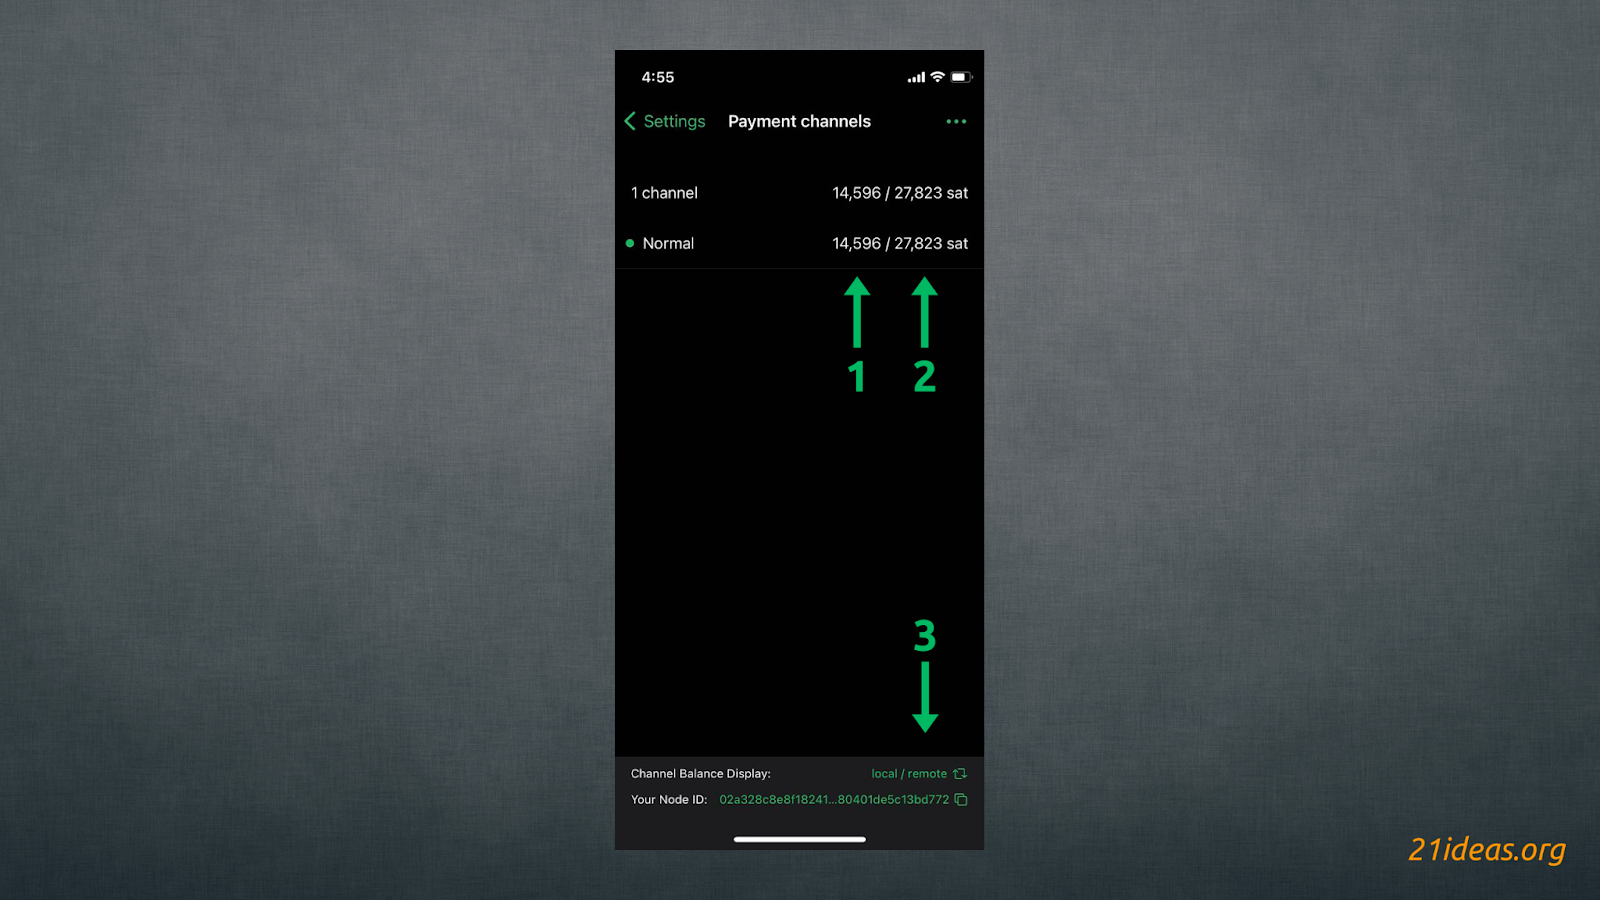 4:55
Settings Payment channels
1 channel 14,596 / 27,823 sat
Normal 14,596 / 27,823 sat
1 2
3
Channel Balance Display: local / remote
Your Node ID: 02a328c8e8f18241...80401de5c13bd772
21ideas.org